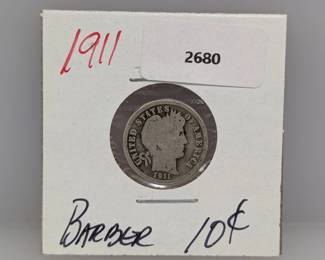 1911
2680
UNITED STATES OF AMERICA
1911
BARBER 10¢